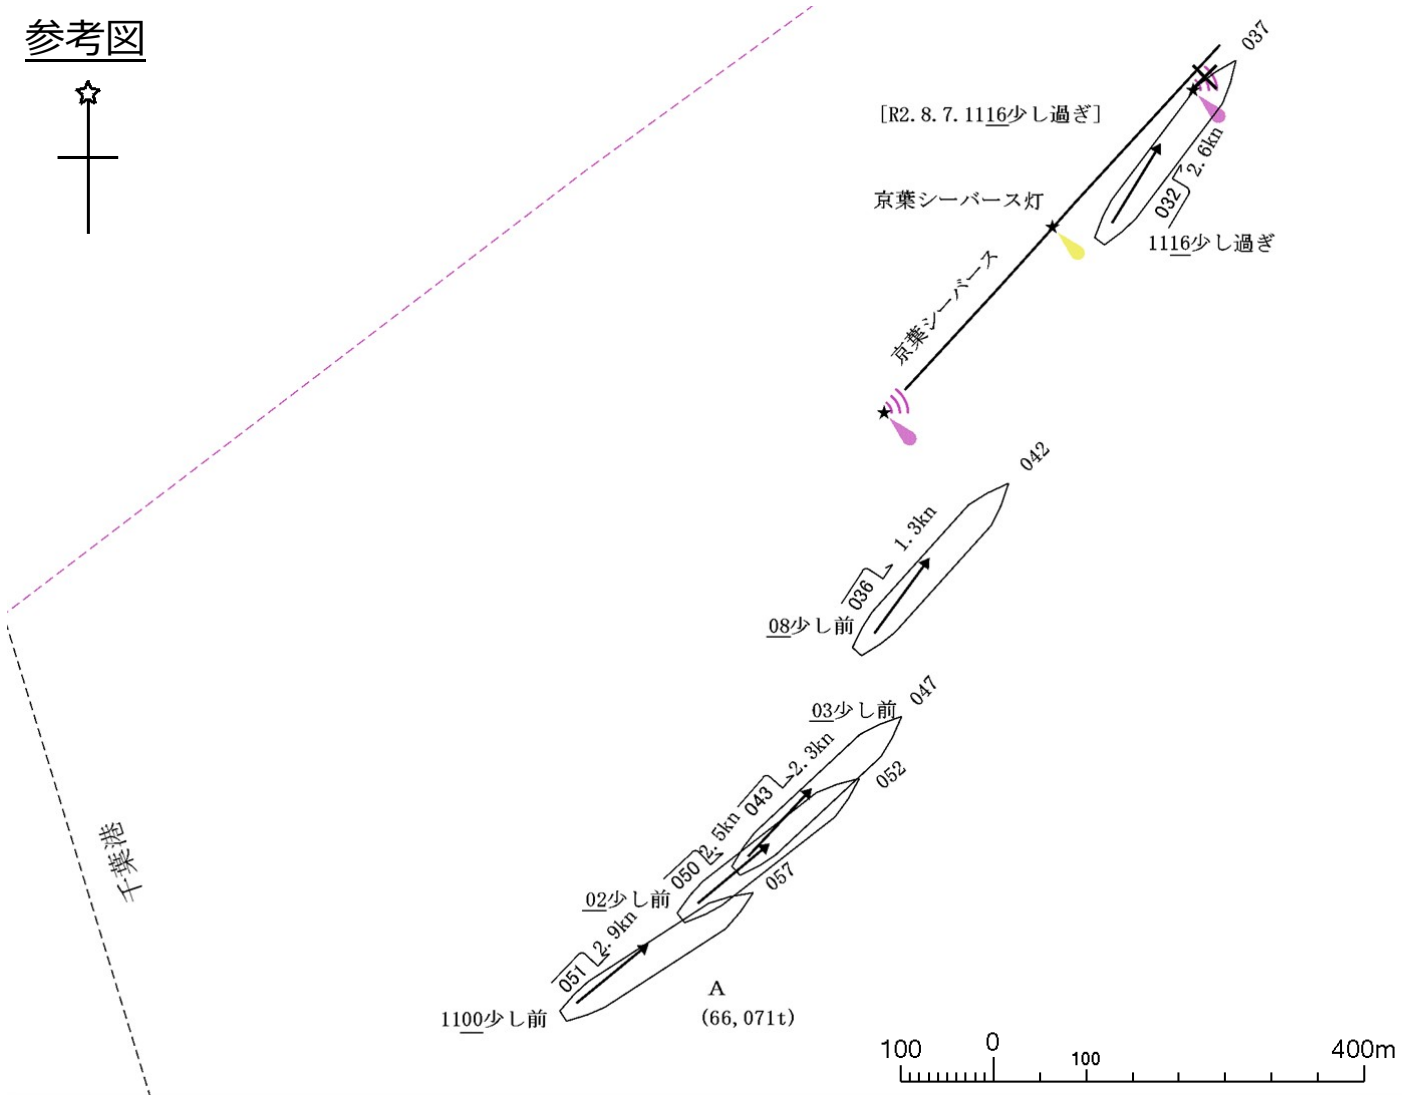 参考図
037
[R2.8.7.1116少し過ぎ]
2.6kn
032
京葉シーバース灯
1116少し過ぎ
京葉シーバース
042
1.3kn
036
08少し前
047
03少し前
2.3kn
043
052
2.5kn
050
057
02少し前
2.9kn
051
A
(66,071t)
1100少し前
千葉港
100 0 100 400m